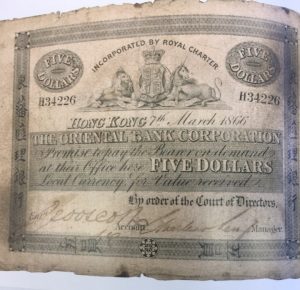 FIVE DOLLARS
INCORPORATED BY ROYAL CHARTER
FIVE DOLLARS
H34226
H34226
HONG KONG 7th March 1866
THE ORIENTAL BANK CORPORATION
Promise to pay the Bearer on demand
at their Office here FIVE DOLLARS
Local Currency for Value received
By order of the Court of Directors,
Accountt
Manager